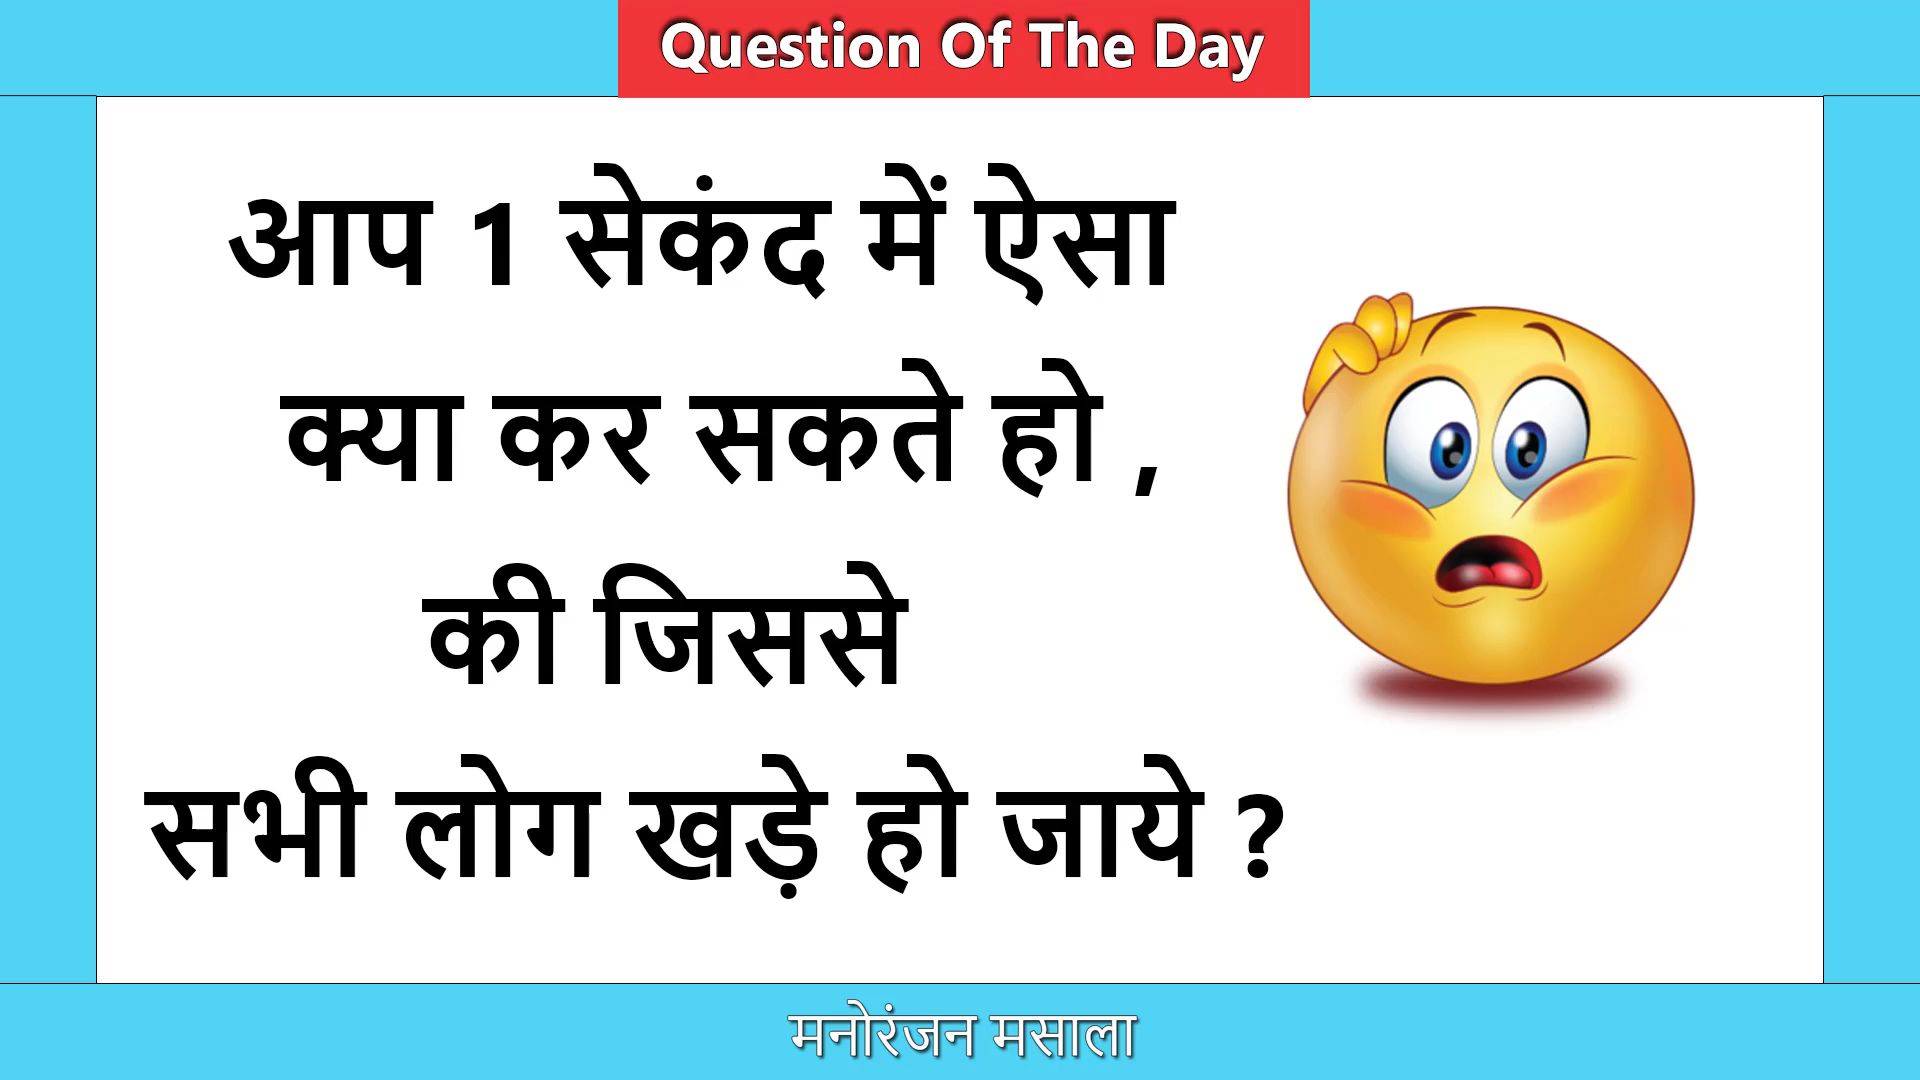 Question Of The Day
आप 1 सेकंद में ऐसा
क्या कर सकते हो ,
की जिससे
सभी लोग खड़े हो जाये ?
मनोरंजन मसाला